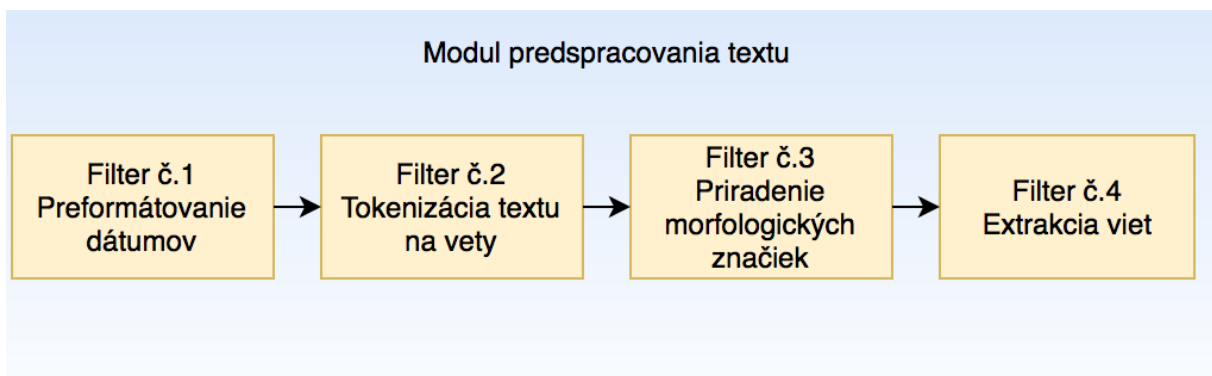 Modul predspracovania textu
Filter č.1
Preformátovanie
dátumov
Filter č.2
Tokenizácia textu
na vety
Filter č.3
Priradenie
morfologických
značiek
Filter č.4
Extrakcia viet